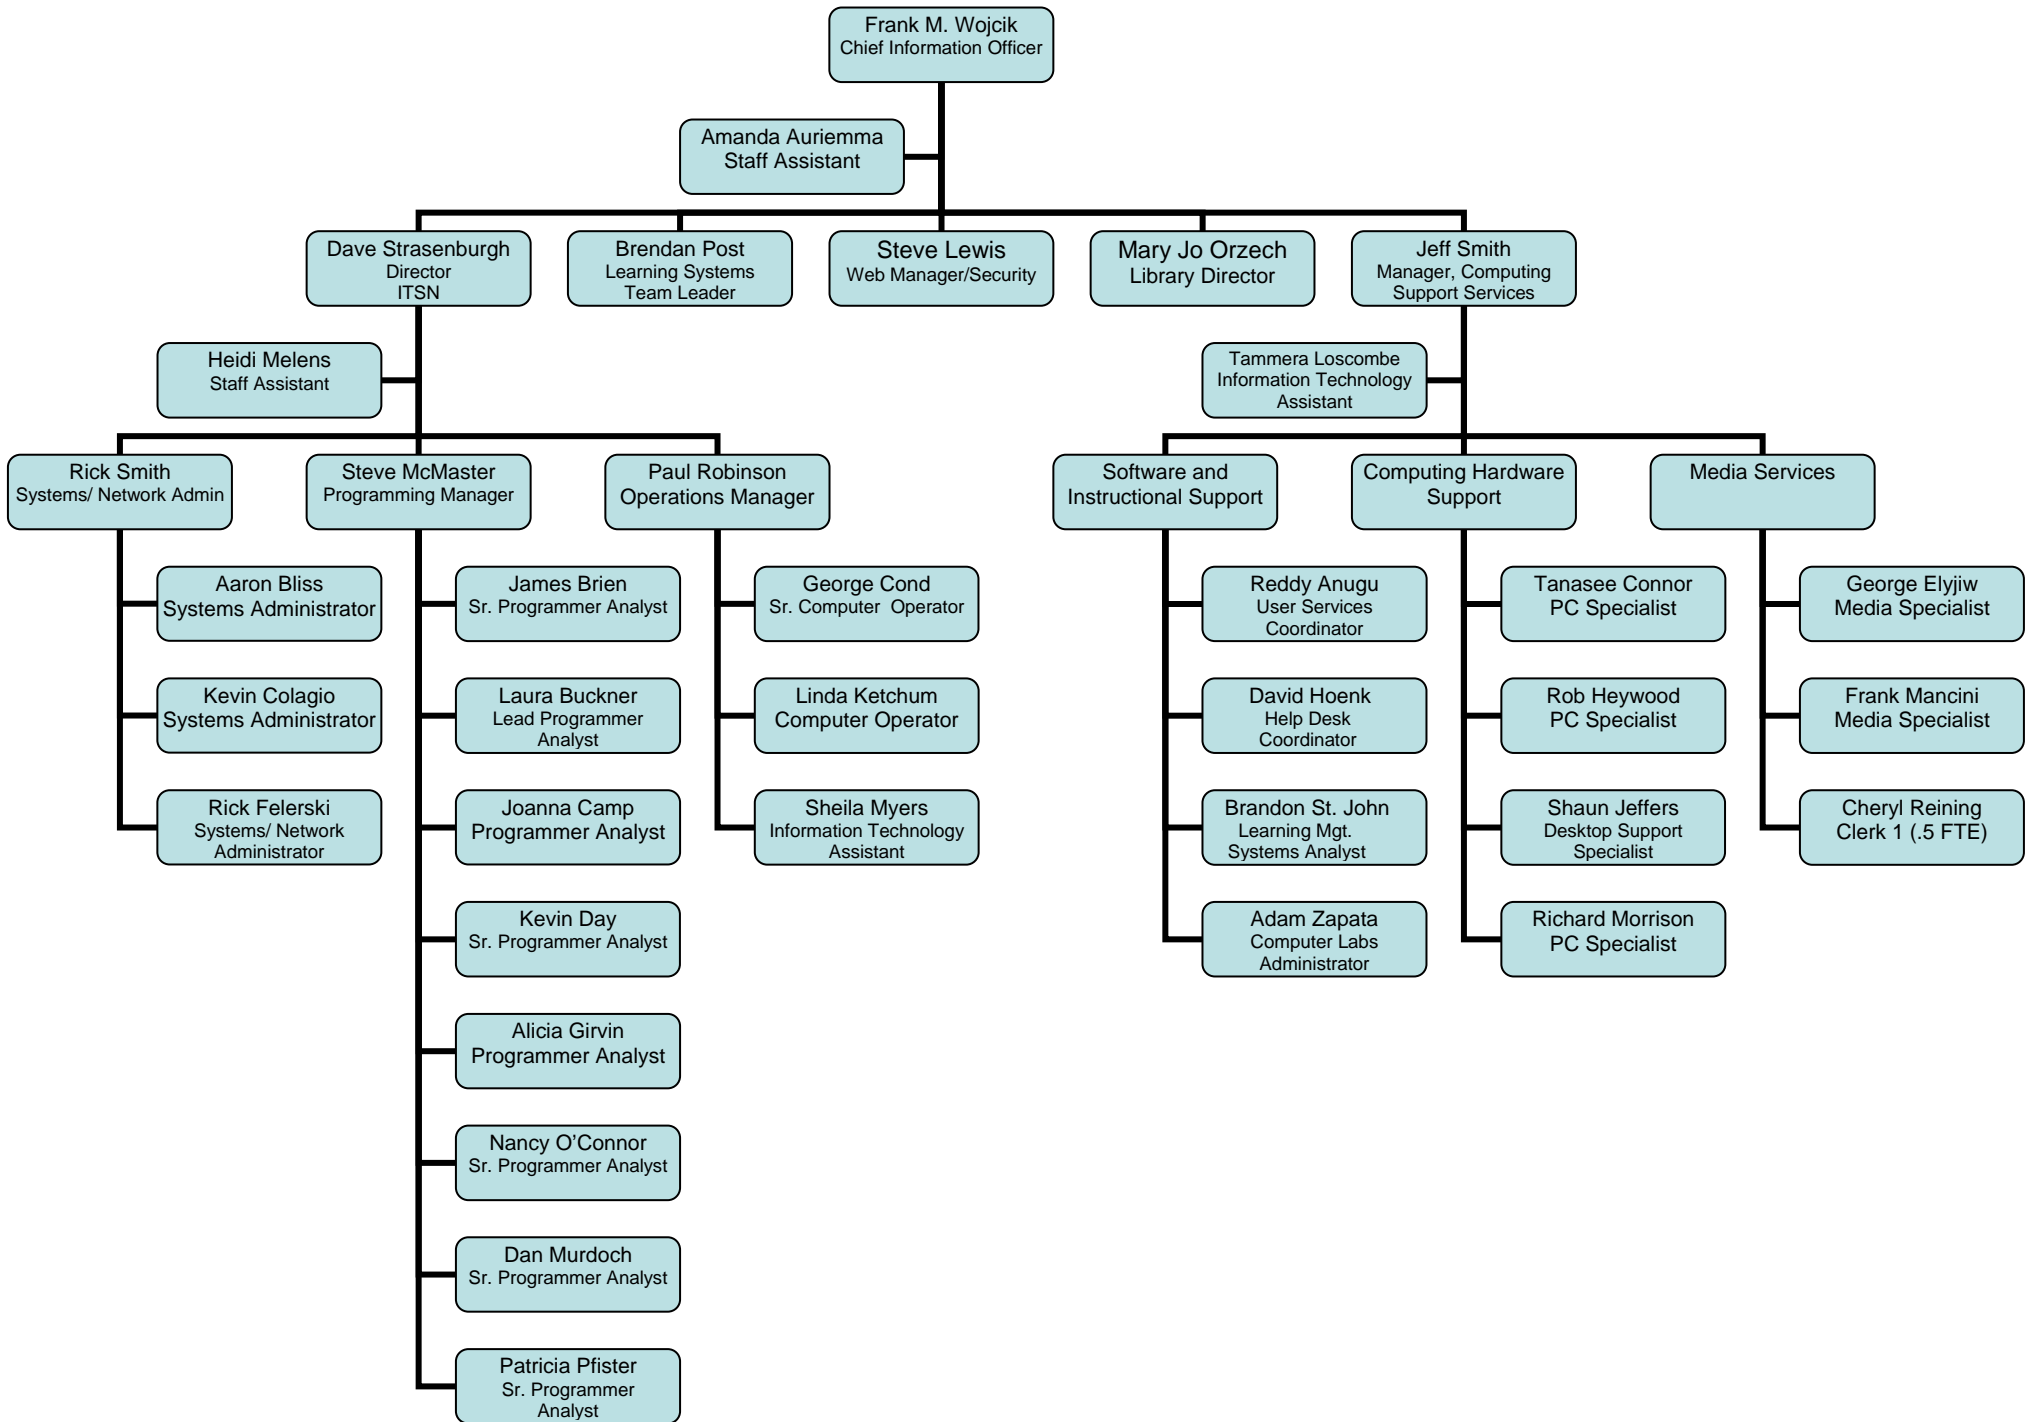 Frank M. Wojcik
Chief Information Officer
Amanda Auriemma
Staff Assistant
Dave Strasenburgh
Director
ITSN
Brendan Post
Learning Systems
Team Leader
Steve Lewis
Web Manager/Security
Mary Jo Orzech
Library Director
Jeff Smith
Manager, Computing
Support Services
Heidi Melens
Staff Assistant
Tammera Loscombe
Information Technology
Assistant
Rick Smith
Systems/ Network Admin
Steve McMaster
Programming Manager
Paul Robinson
Operations Manager
Software and
Instructional Support
Computing Hardware
Support
Media Services
Aaron Bliss
Systems Administrator
Kevin Colagio
Systems Administrator
Rick Felerski
Systems/ Network
Administrator
James Brien
Sr. Programmer Analyst
Laura Buckner
Lead Programmer
Analyst
Joanna Camp
Programmer Analyst
Kevin Day
Sr. Programmer Analyst
Alicia Girvin
Programmer Analyst
Nancy O’Connor
Sr. Programmer Analyst
Dan Murdoch
Sr. Programmer Analyst
Patricia Pfister
Sr. Programmer
Analyst
George Cond
Sr. Computer  Operator
Linda Ketchum
Computer Operator
Sheila Myers
Information Technology
Assistant
Reddy Anugu
User Services
Coordinator
David Hoenk
Help Desk
Coordinator
Brandon St. John
Learning Mgt.
Systems Analyst
Adam Zapata
Computer Labs
Administrator
Tanasee Connor
PC Specialist
Rob Heywood
PC Specialist
Shaun Jeffers
Desktop Support
Specialist
Richard Morrison
PC Specialist
George Elyjiw
Media Specialist
Frank Mancini
Media Specialist
Cheryl Reining
Clerk 1 (.5 FTE)